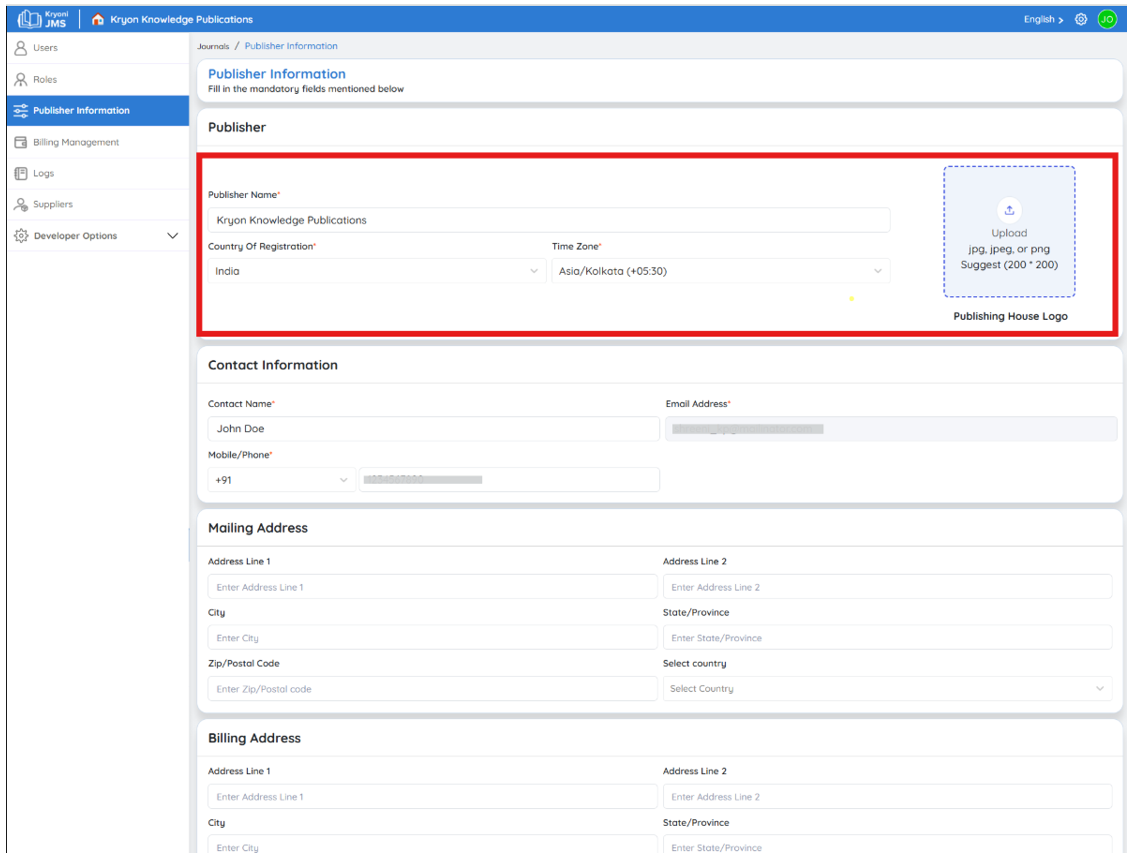 Kryoni
JMS
Kryon Knowledge Publications
English >
JO
Users
Roles
Publisher Information
Billing Management
Logs
Suppliers
Developer Options
Journals / Publisher Information
Publisher Information
Fill in the mandatory fields mentioned below
Publisher
Publisher Name*
Kryon Knowledge Publications
Country Of Registration*
Time Zone*
India
Asia/Kolkata (+05:30)
Upload
jpg, jpeg, or png
Suggest (200 * 200)
Publishing House Logo
Contact Information
Contact Name*
Email Address*
John Doe
Mobile/Phone*
+91
Mailing Address
Address Line 1
Address Line 2
Enter Address Line 1
Enter Address Line 2
City
State/Province
Enter City
Enter State/Province
Zip/Postal Code
Select country
Enter Zip/Postal code
Select Country
Billing Address
Address Line 1
Address Line 2
Enter Address Line 1
Enter Address Line 2
City
State/Province
Enter City
Enter State/Province